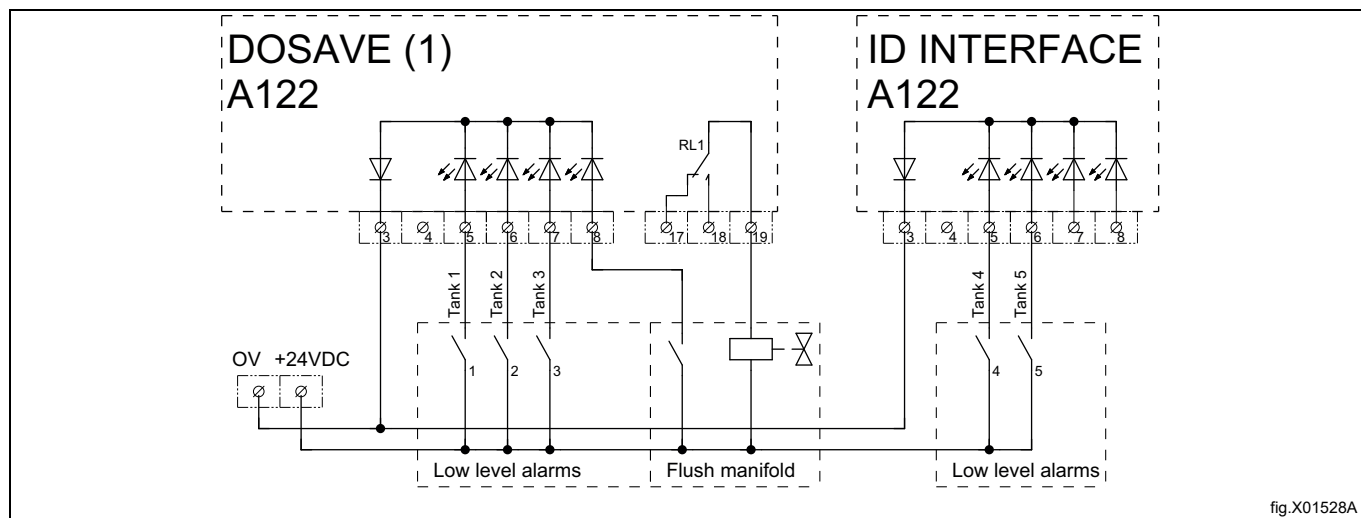 DOSAVE (1)
A122
ID INTERFACE
A122
RL1
3 4 5 6 7 8 17 18 19 3 4 5 6 7 8
Tank 1
Tank 2
Tank 3
Tank 4
Tank 5
OV +24VDC
1 2 3 4 5
Low level alarms
Flush manifold
Low level alarms
fig.X01528A